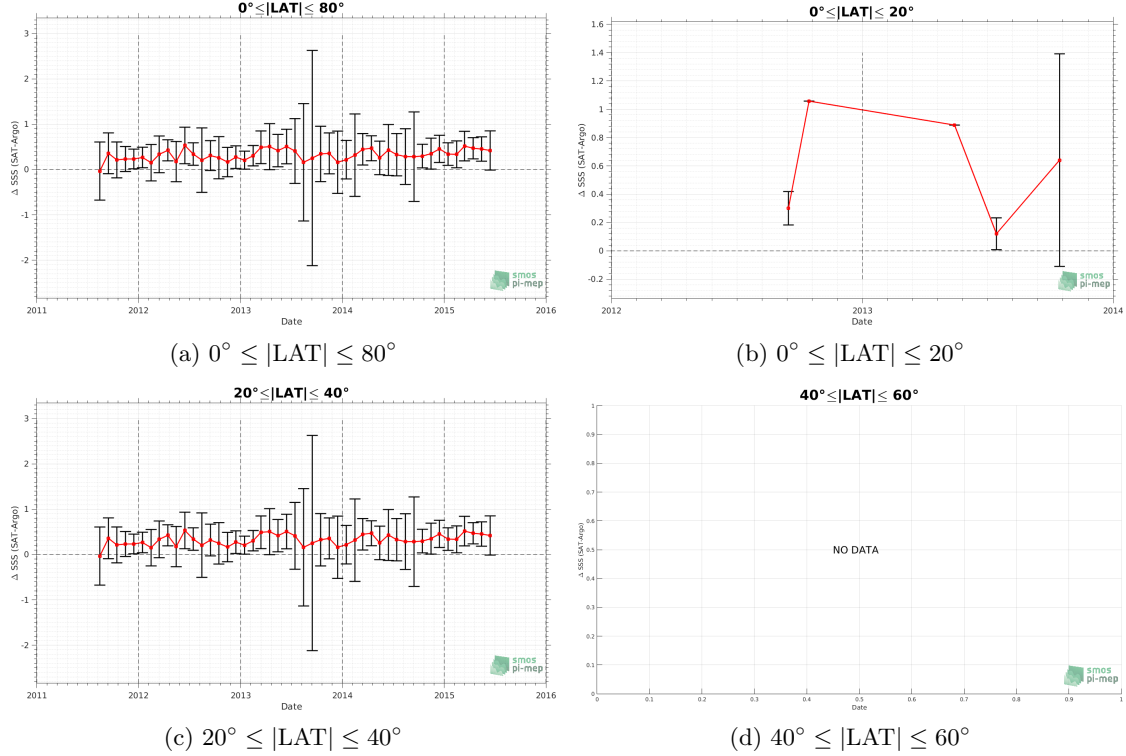 0°≤|LAT|≤ 80°
3
2
1
0
-1
-2
Δ SSS (SAT-Argo)
2011
2012
2013
2014
2015
2016
Date
smos
pi-mep
(a) 0° ≤ |LAT| ≤ 80°
0°≤|LAT|≤ 20°
1.6
1.4
1.2
1
0.8
0.6
0.4
0.2
0
-0.2
Δ SSS (SAT-Argo)
2012
2013
2014
Date
smos
pi-mep
(b) 0° ≤ |LAT| ≤ 20°
20°≤|LAT|≤ 40°
3
2
1
0
-1
-2
Δ SSS (SAT-Argo)
2011
2012
2013
2014
2015
2016
Date
smos
pi-mep
(c) 20° ≤ |LAT| ≤ 40°
40°≤|LAT|≤ 60°
1
0.9
0.8
0.7
0.6
0.5
0.4
0.3
0.2
0.1
0
Δ SSS (SAT-Argo)
NO DATA
0
0.1
0.2
0.3
0.4
0.5
0.6
0.7
0.8
0.9
1
Date
smos
pi-mep
(d) 40° ≤ |LAT| ≤ 60°